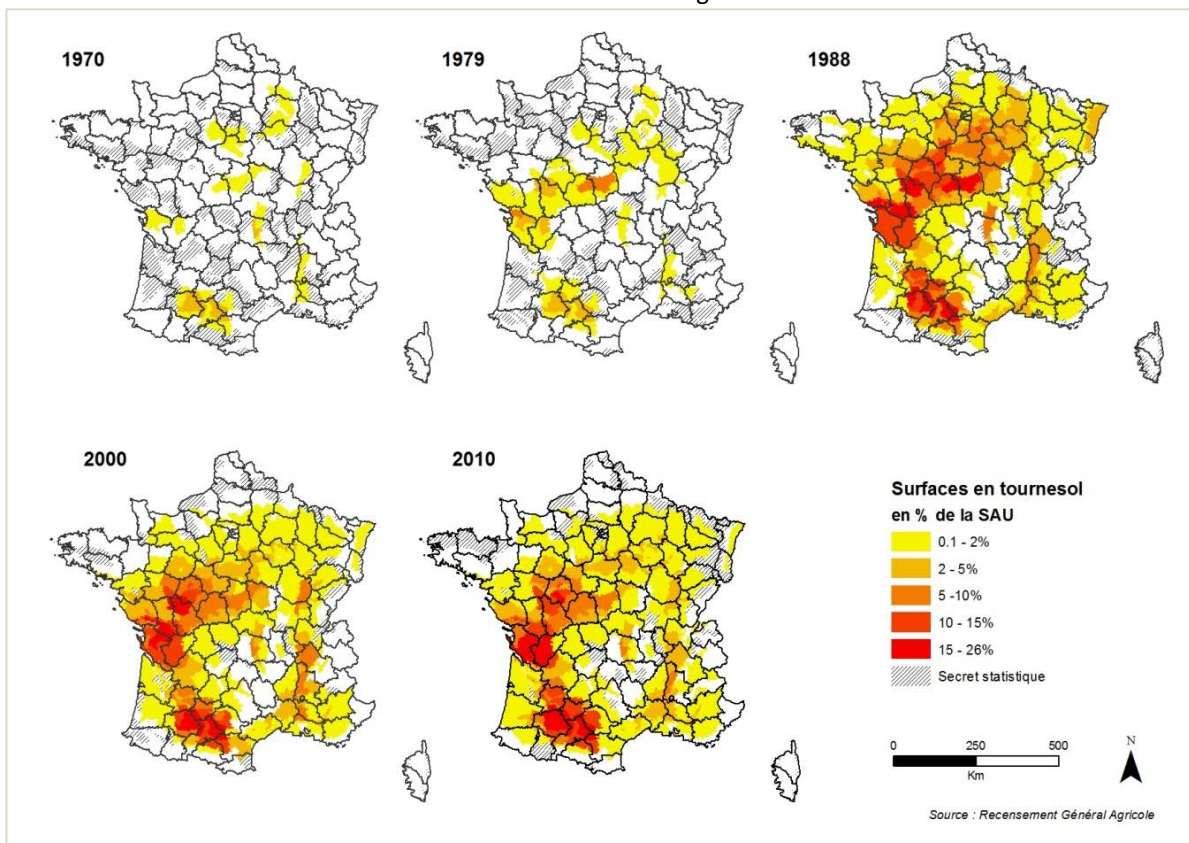 1970
1979
1988
2000
2010
Surfaces en tournesol
en % de la SAU
0.1 - 2%
2 - 5%
5 -10%
10 - 15%
15 - 26%
Secret statistique
0 250 500
Km
N
Source : Recensement Général Agricole